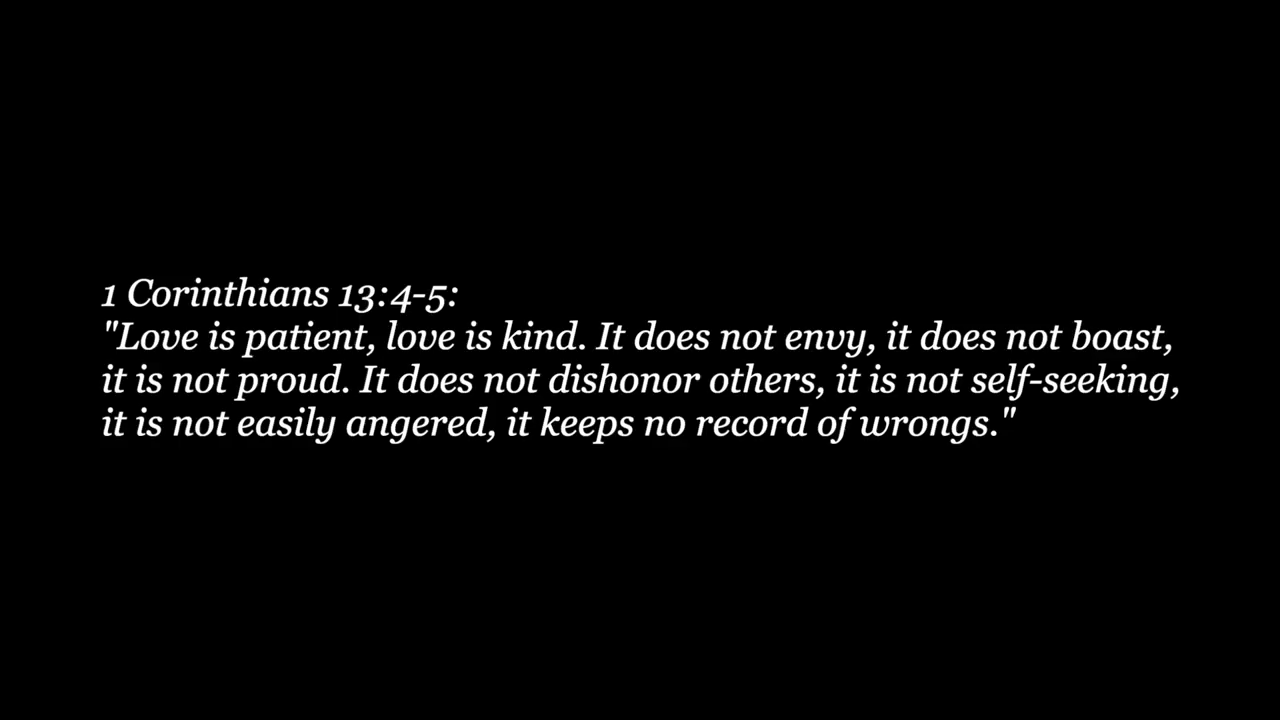 1 Corinthians 13:4-5:
"Love is patient, love is kind. It does not envy, it does not boast,
it is not proud. It does not dishonor others, it is not self-seeking,
it is not easily angered, it keeps no record of wrongs."